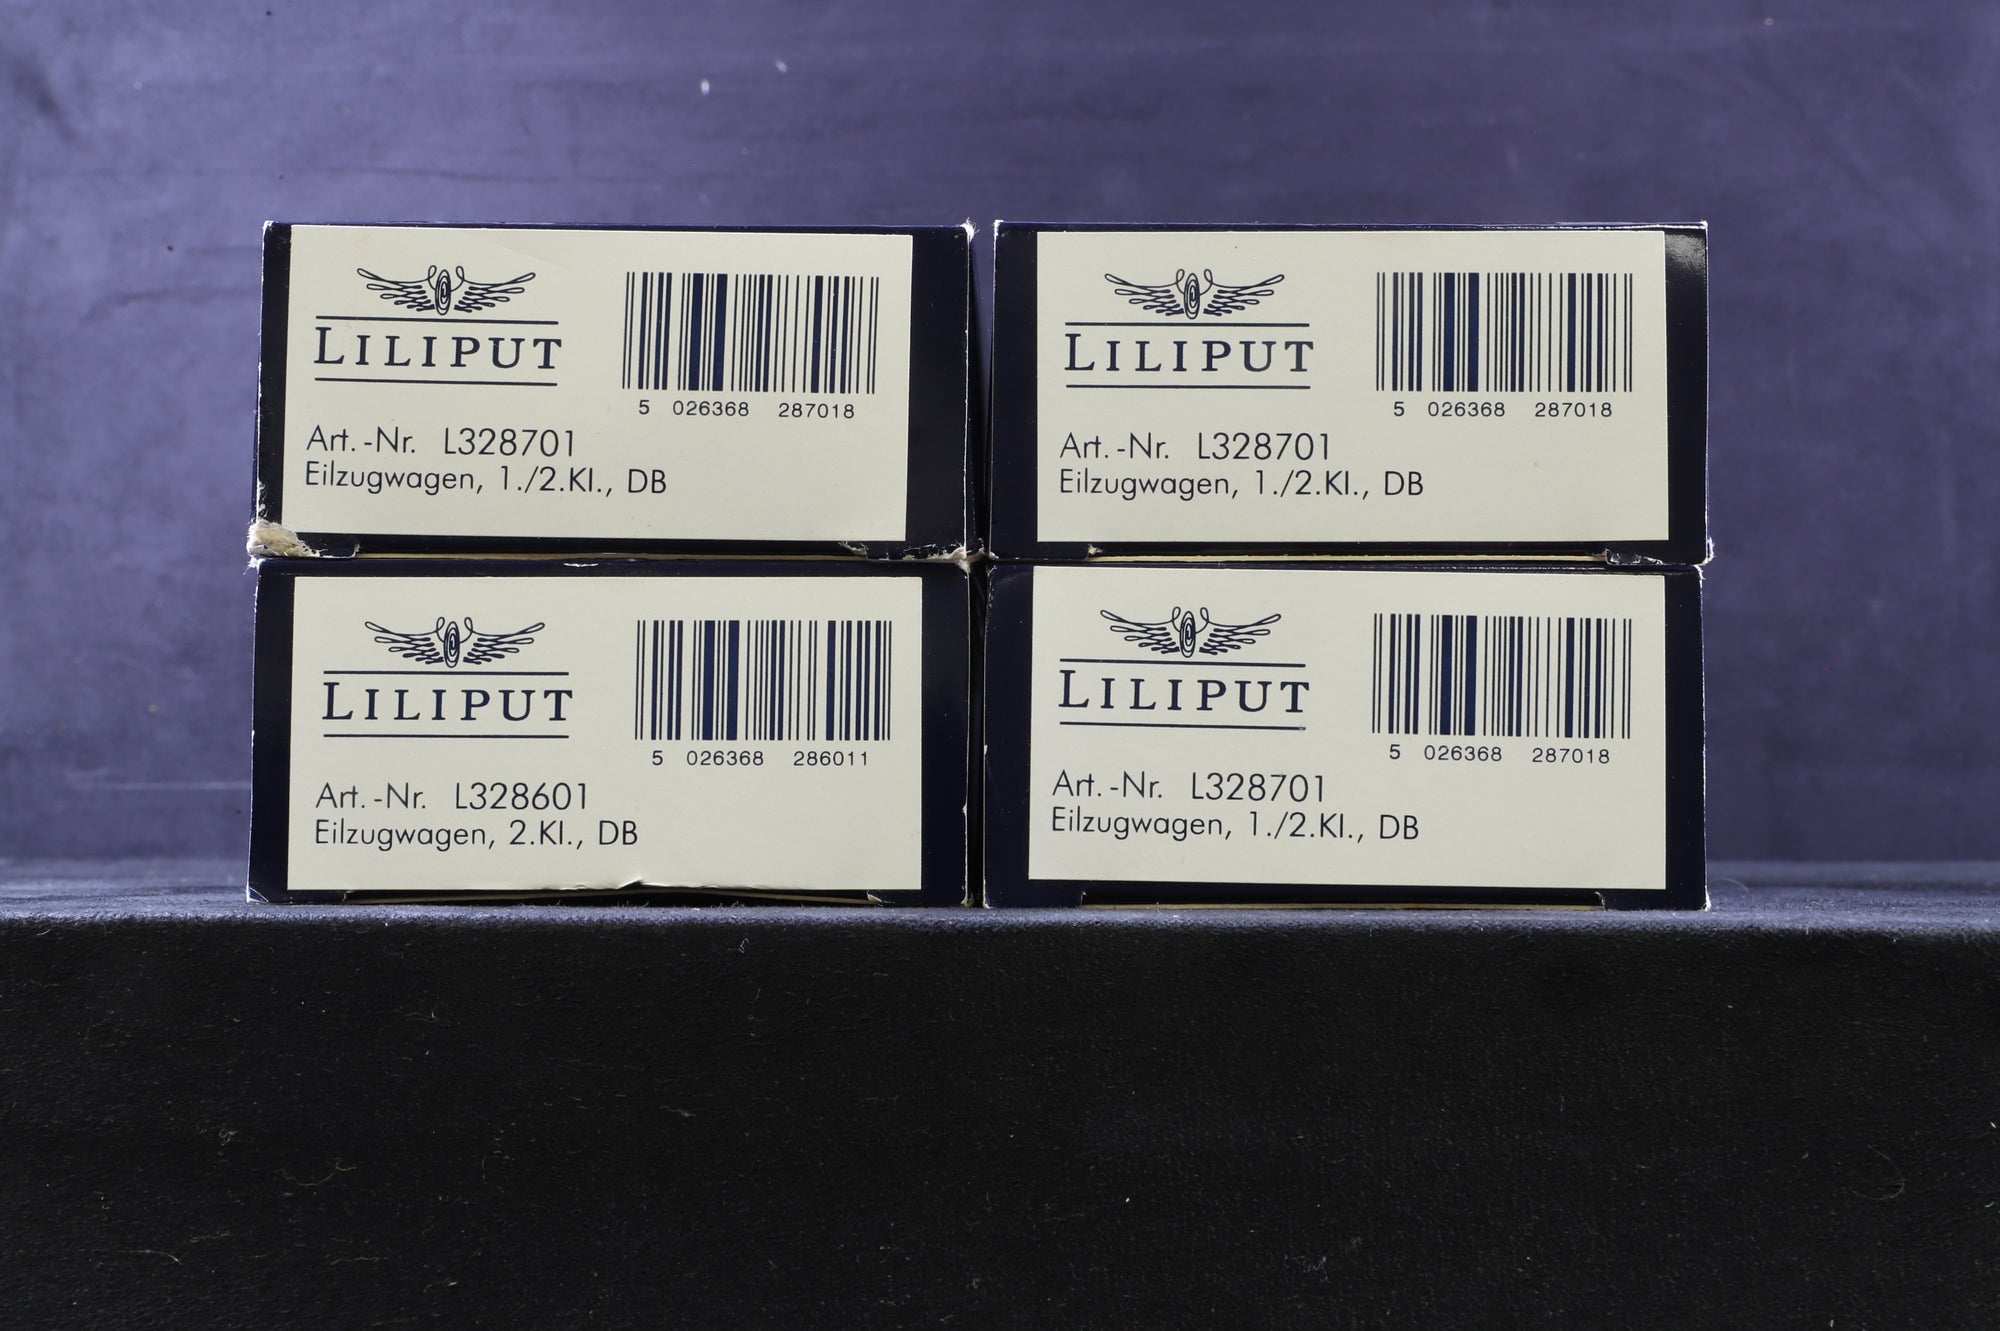 LILIPUT
5 026368 287018
Art.-Nr. L328701
Eilzugwagen, 1./2.Kl., DB
LILIPUT
5 026368 287018
Art.-Nr. L328701
Eilzugwagen, 1./2.Kl., DB
LILIPUT
5 026368 286011
Art.-Nr. L328601
Eilzugwagen, 2.Kl., DB
LILIPUT
5 026368 287018
Art.-Nr. L328701
Eilzugwagen, 1./2.Kl., DB